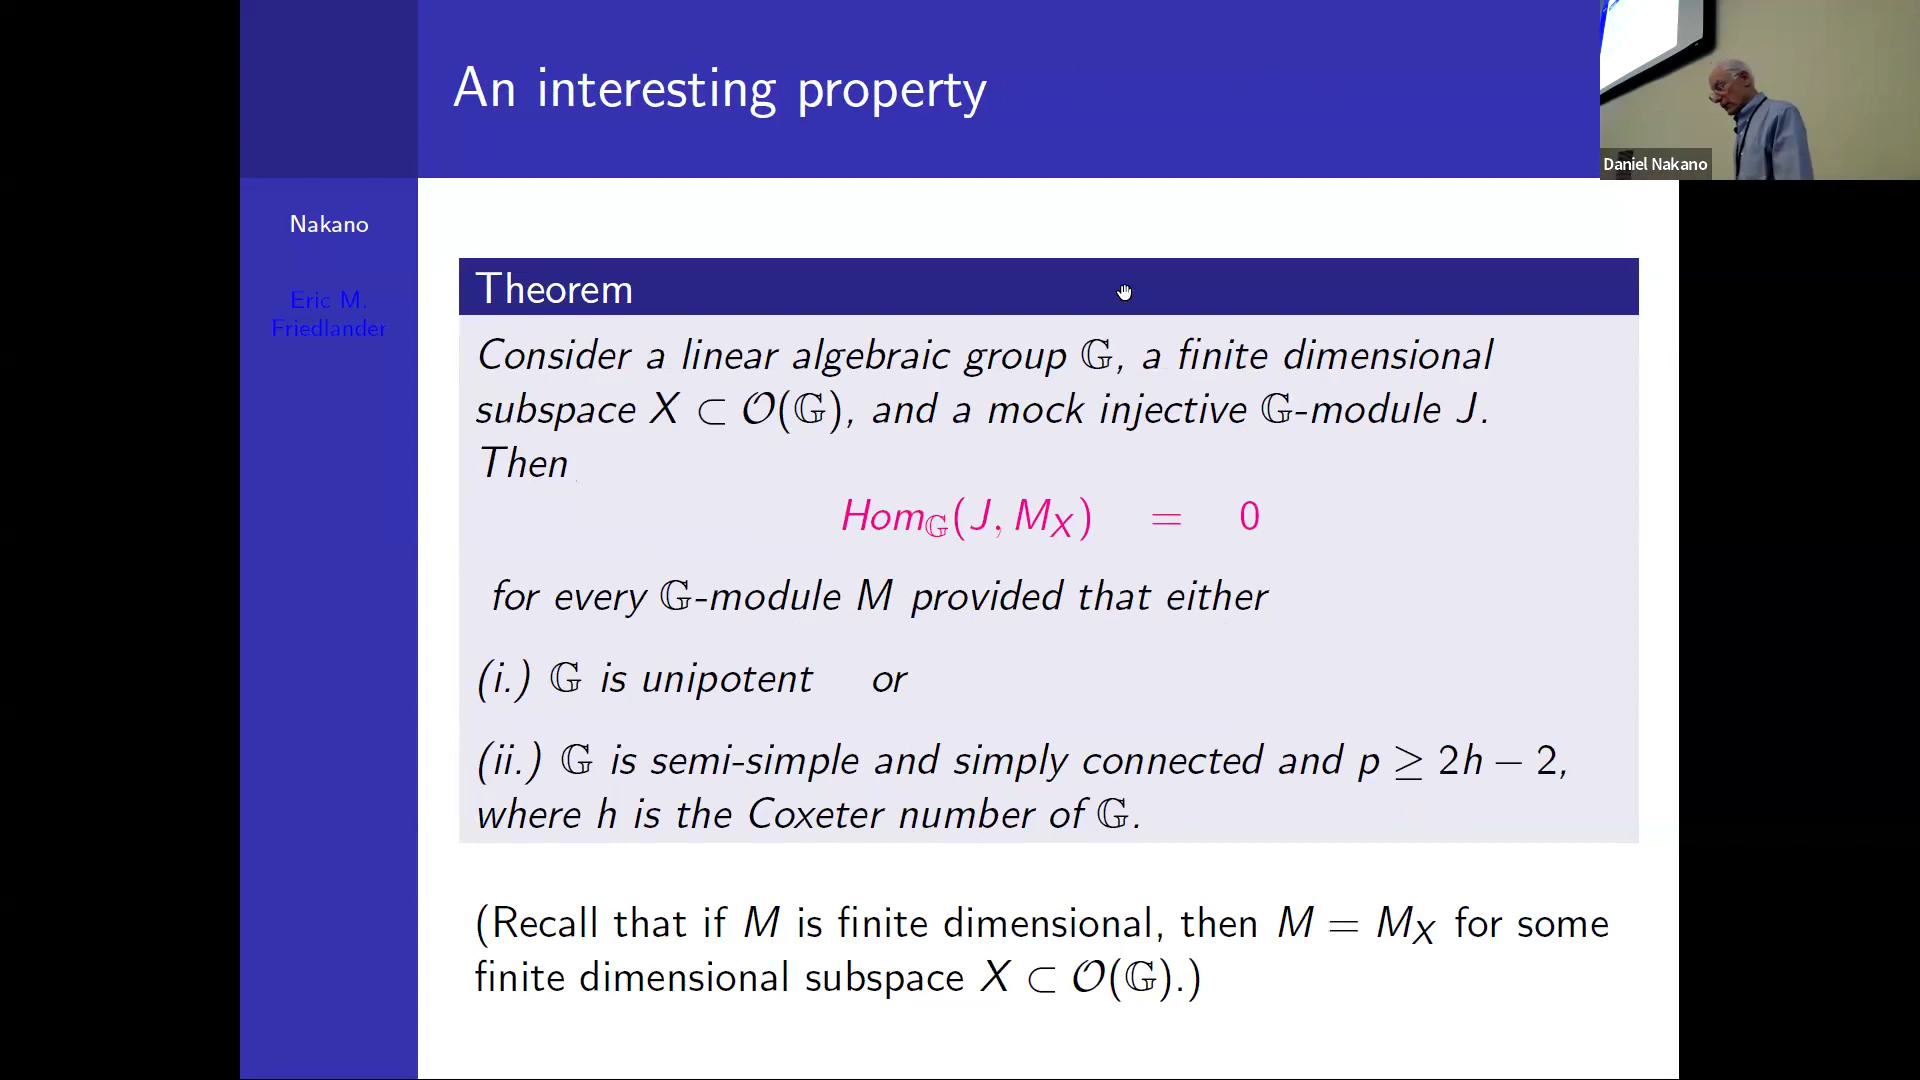 An interesting property
Daniel Nakano
Nakano
Eric M.
Friedlander
Theorem
Consider a linear algebraic group 𝔾, a finite dimensional
subspace X ⊂ 𝒪(𝔾), and a mock injective 𝔾-module J.
Then
Hom_𝔾(J, M_X) = 0
for every 𝔾-module M provided that either
(i.) 𝔾 is unipotent or
(ii.) 𝔾 is semi-simple and simply connected and p ≥ 2h − 2,
where h is the Coxeter number of 𝔾.
(Recall that if M is finite dimensional, then M = M_X for some
finite dimensional subspace X ⊂ 𝒪(𝔾).)